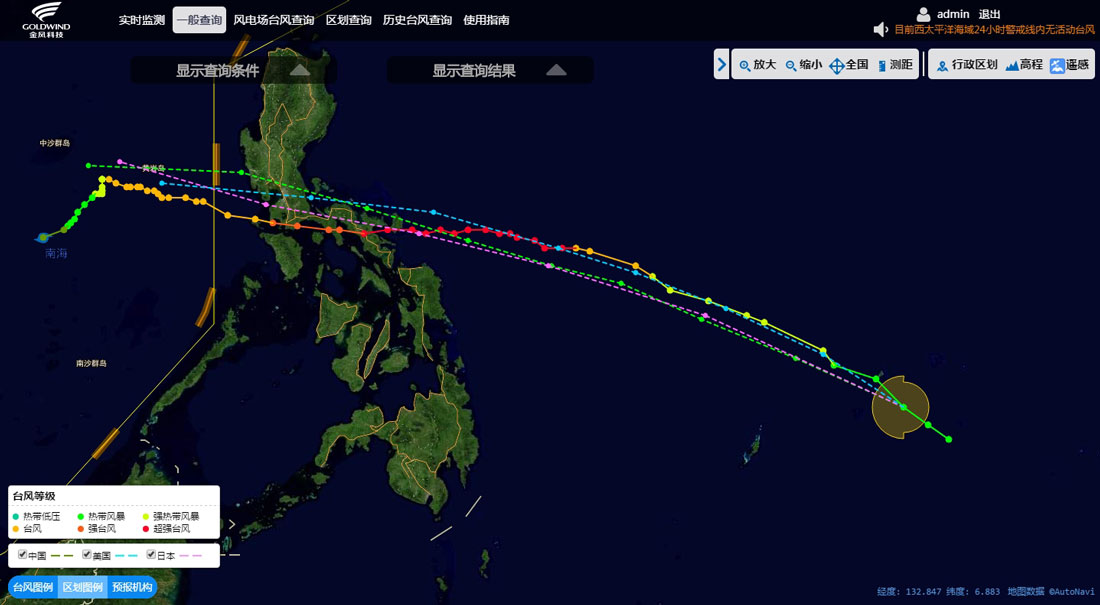 GOLDWIND
金风科技
实时监测 一般查询 风电场台风查询 区划查询 历史台风查询 使用指南
admin 退出
目前西太平洋海域24小时警戒线内无活动台风
显示查询条件 显示查询结果
放大 缩小 全国 测距 行政区划 高程 遥感
中沙群岛
黄岩岛
南海
南沙群岛
台风等级
热带低压 热带风暴 强热带风暴
台风 强台风 超强台风
中国 美国 日本
台风图例 区划图例 预报机构
经度: 132.847 纬度: 6.883 地图数据 ©AutoNavi